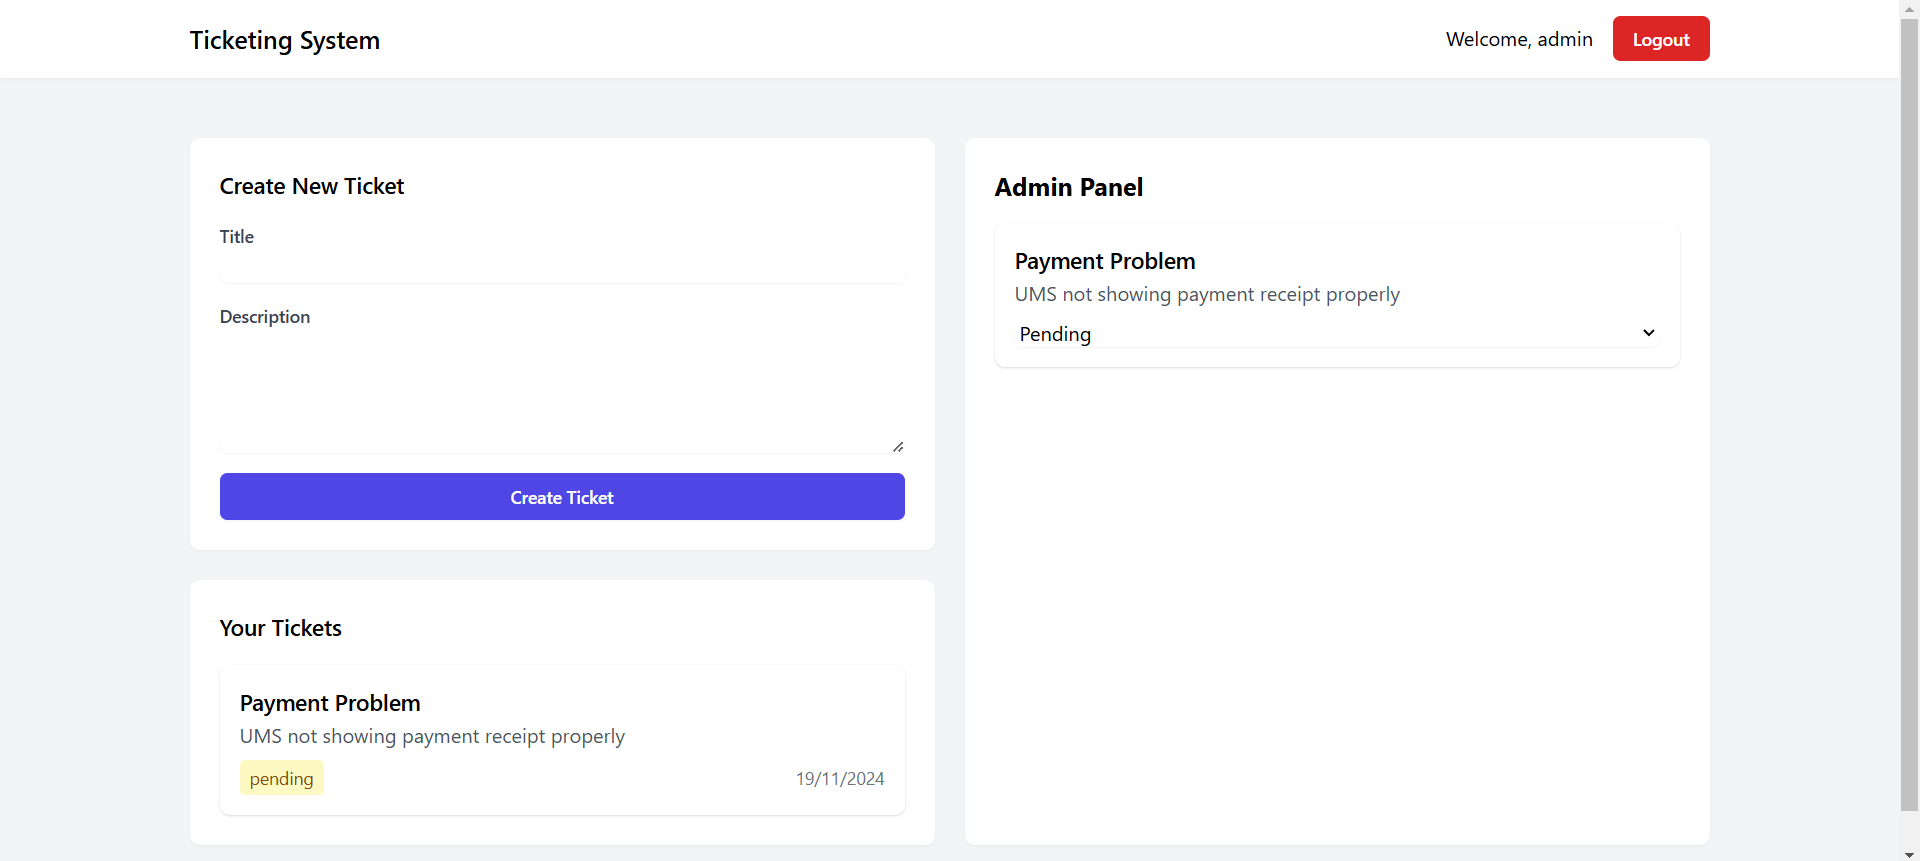 Ticketing System
Welcome, admin
Logout
Create New Ticket
Title
Description
Create Ticket
Your Tickets
Payment Problem
UMS not showing payment receipt properly
pending
19/11/2024
Admin Panel
Payment Problem
UMS not showing payment receipt properly
Pending